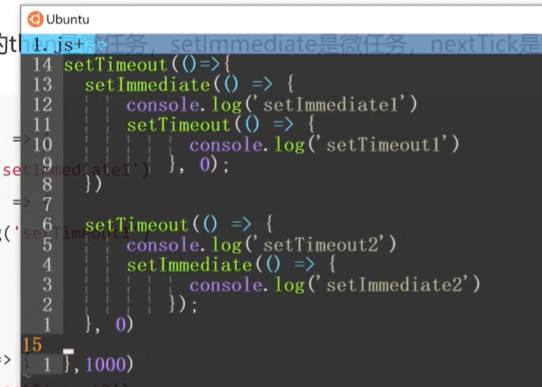 Ubuntu
1.js+
的then是微任务，setImmediate是微任务，nextTick是
14 setTimeout(()=>{
13 setImmediate(() => {
12 console.log('setImmediate1')
11 setTimeout(() => {
10 console.log('setTimeout1')
9 }, 0);
8 })
7
6 setTimeout(() => {
5 console.log('setTimeout2')
4 setImmediate(() => {
3 console.log('setImmediate2')
2 });
1 }, 0)
15
1 },1000)
~